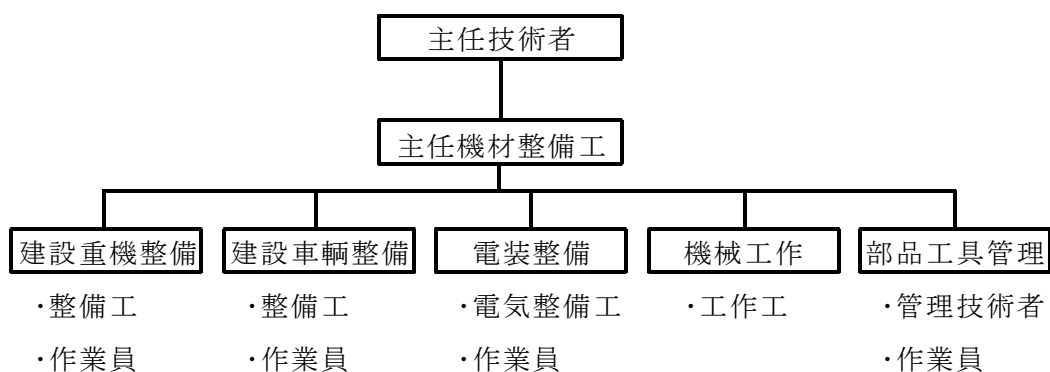 主任技術者
主任機材整備工
建設重機整備 建設車輌整備 電装整備 機械工作 部品工具管理
・整備工 ・整備工 ・電気整備工 ・工作工 ・管理技術者
・作業員 ・作業員 ・作業員 ・作業員